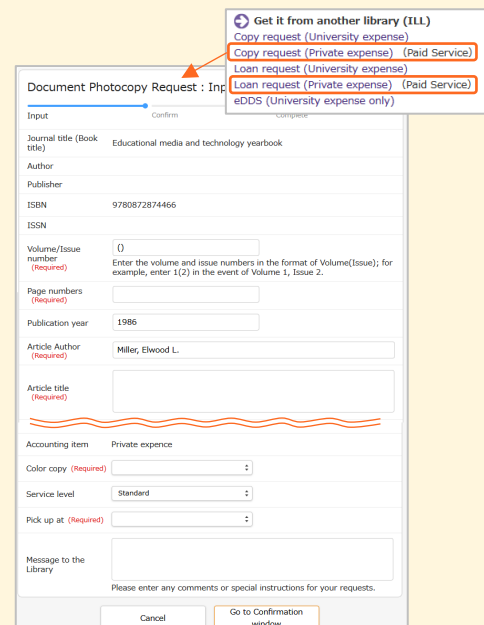 Get it from another library (ILL)
Copy request (University expense)
Copy request (Private expense) (Paid Service)
Loan request (University expense)
Loan request (Private expense) (Paid Service)
eDDS (University expense only)
Document Photocopy Request : Inp
Input Confirm Complete
Journal title (Book
title) Educational media and technology yearbook
Author
Publisher
ISBN 9780872874466
ISSN
Volume/Issue
number
(Required)
()
Enter the volume and issue numbers in the format of Volume(Issue); for
example, enter 1(2) in the event of Volume 1, Issue 2.
Page numbers
(Required)
Publication year 1986
Article Author
(Required)
Miller, Elwood L.
Article title
(Required)
Accounting item Private expence
Color copy (Required)
Service level Standard
Pick up at (Required)
Message to the
Library
Please enter any comments or special instructions for your requests.
Cancel
Go to Confirmation
window